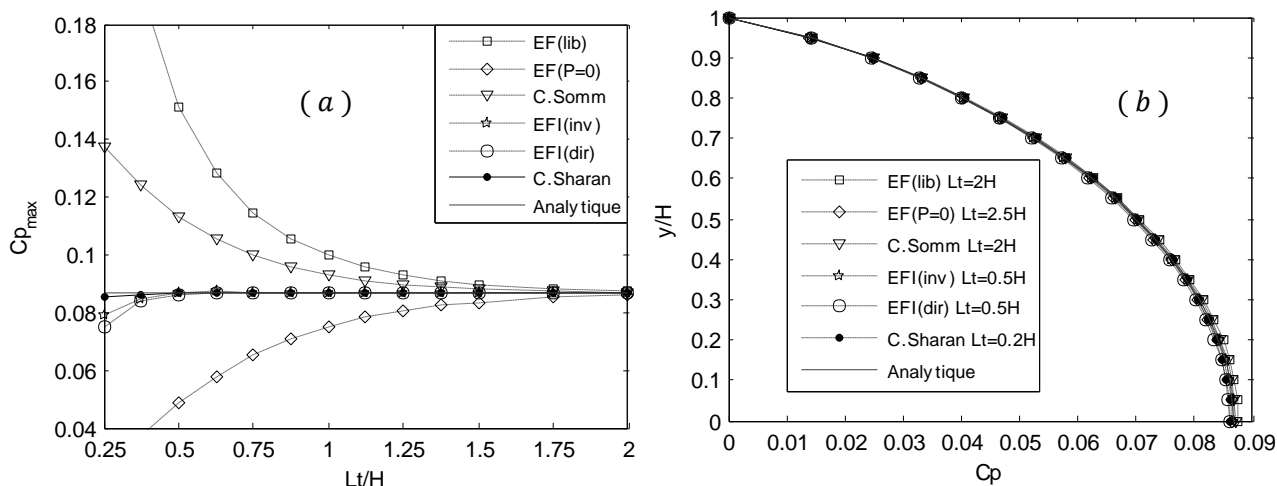 0.18
0.16
0.14
0.12
0.1
0.08
0.06
0.04
Cp max
0.25
0.5
0.75
1
1.25
1.5
1.75
2
Lt/H
( a )
EF(lib)
EF(P=0)
C.Somm
EFI(inv)
EFI(dir)
C.Sharan
Analy tique
1
0.9
0.8
0.7
0.6
0.5
0.4
0.3
0.2
0.1
0
y/H
0
0.01
0.02
0.03
0.04
0.05
0.06
0.07
0.08
0.09
Cp
( b )
EF(lib) Lt=2H
EF(P=0) Lt=2.5H
C.Somm Lt=2H
EFI(inv) Lt=0.5H
EFI(dir) Lt=0.5H
C.Sharan Lt=0.2H
Analy tique